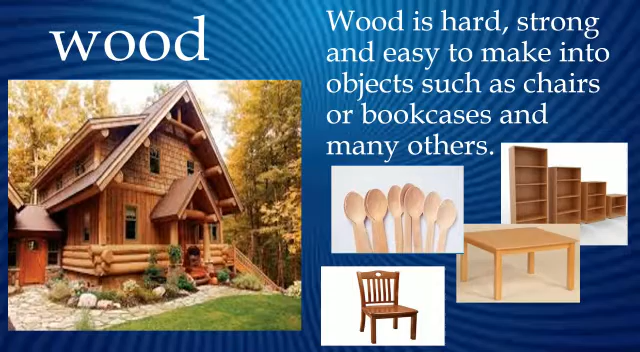 wood
Wood is hard, strong
and easy to make into
objects such as chairs
or bookcases and
many others.